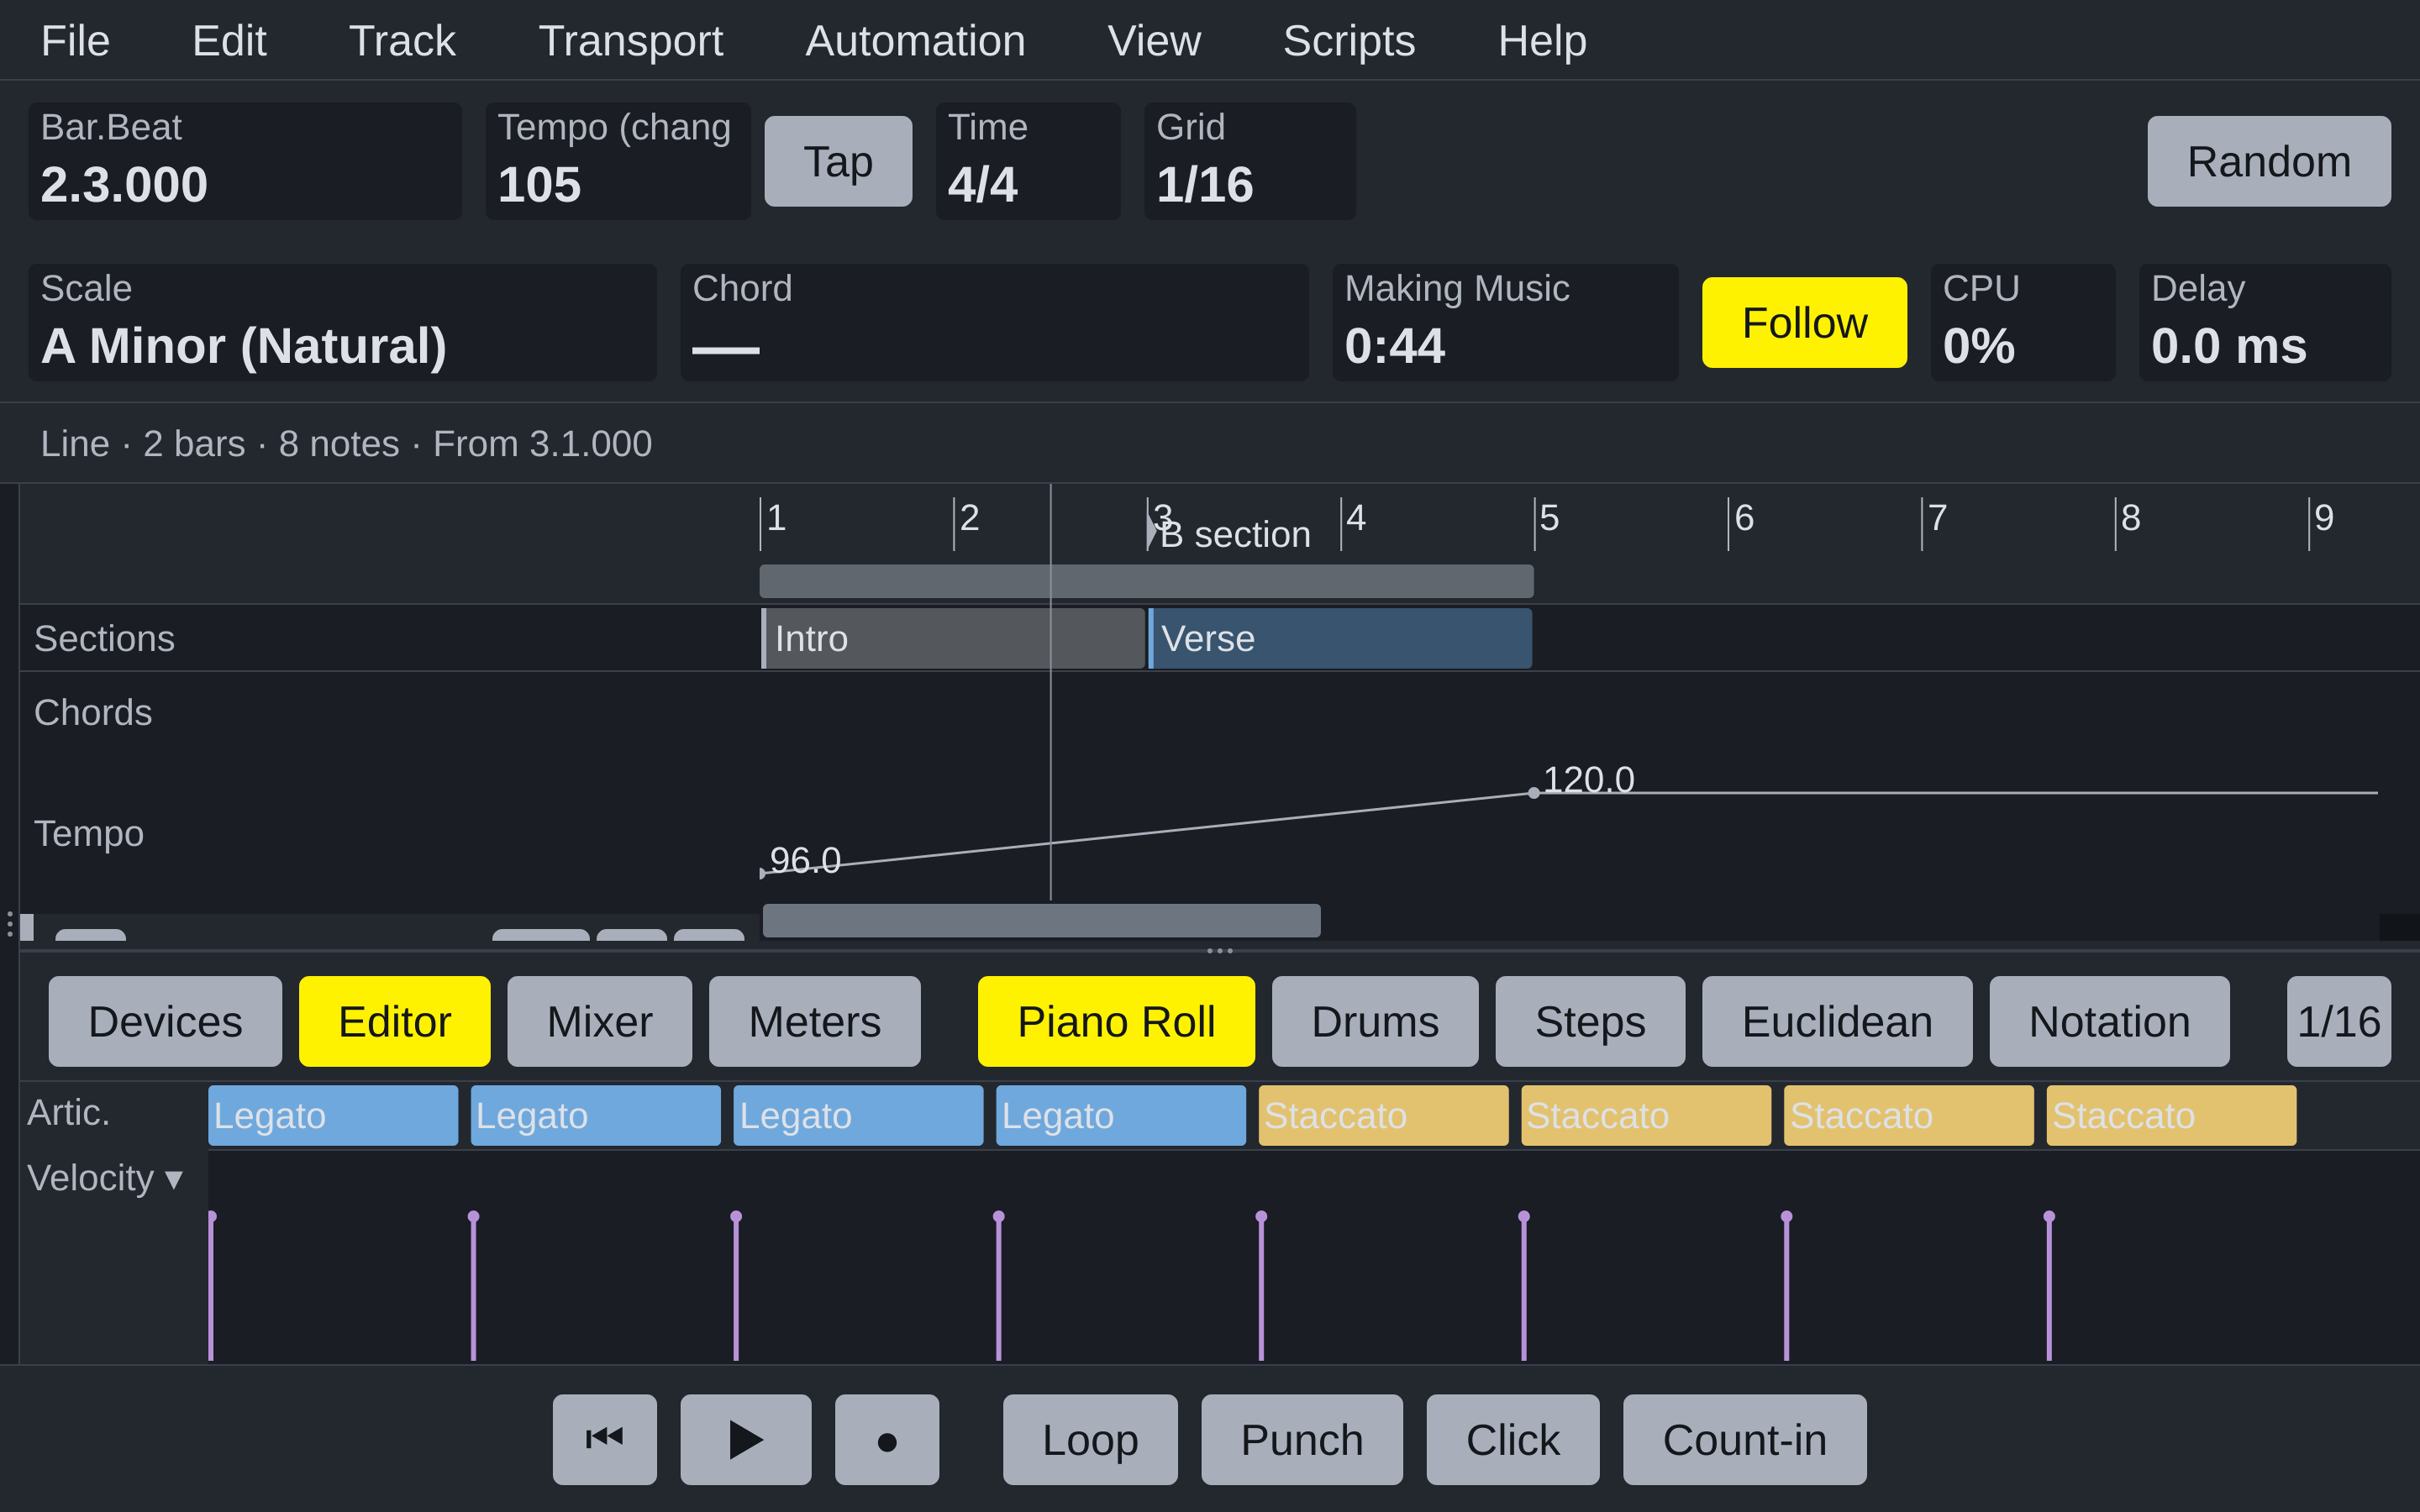 File Edit Track Transport Automation View Scripts Help
Bar.Beat Tempo (chang Time Grid
2.3.000 105 Tap 4/4 1/16 Random
Scale Chord Making Music CPU Delay
A Minor (Natural) — 0:44 Follow 0% 0.0 ms
Line · 2 bars · 8 notes · From 3.1.000
1 2 3 4 5 6 7 8 9
B section
Sections Intro Verse
Chords
120.0
Tempo
96.0
Devices Editor Mixer Meters Piano Roll Drums Steps Euclidean Notation 1/16
Artic. Legato Legato Legato Legato Staccato Staccato Staccato Staccato
Velocity ▾
Loop Punch Click Count-in